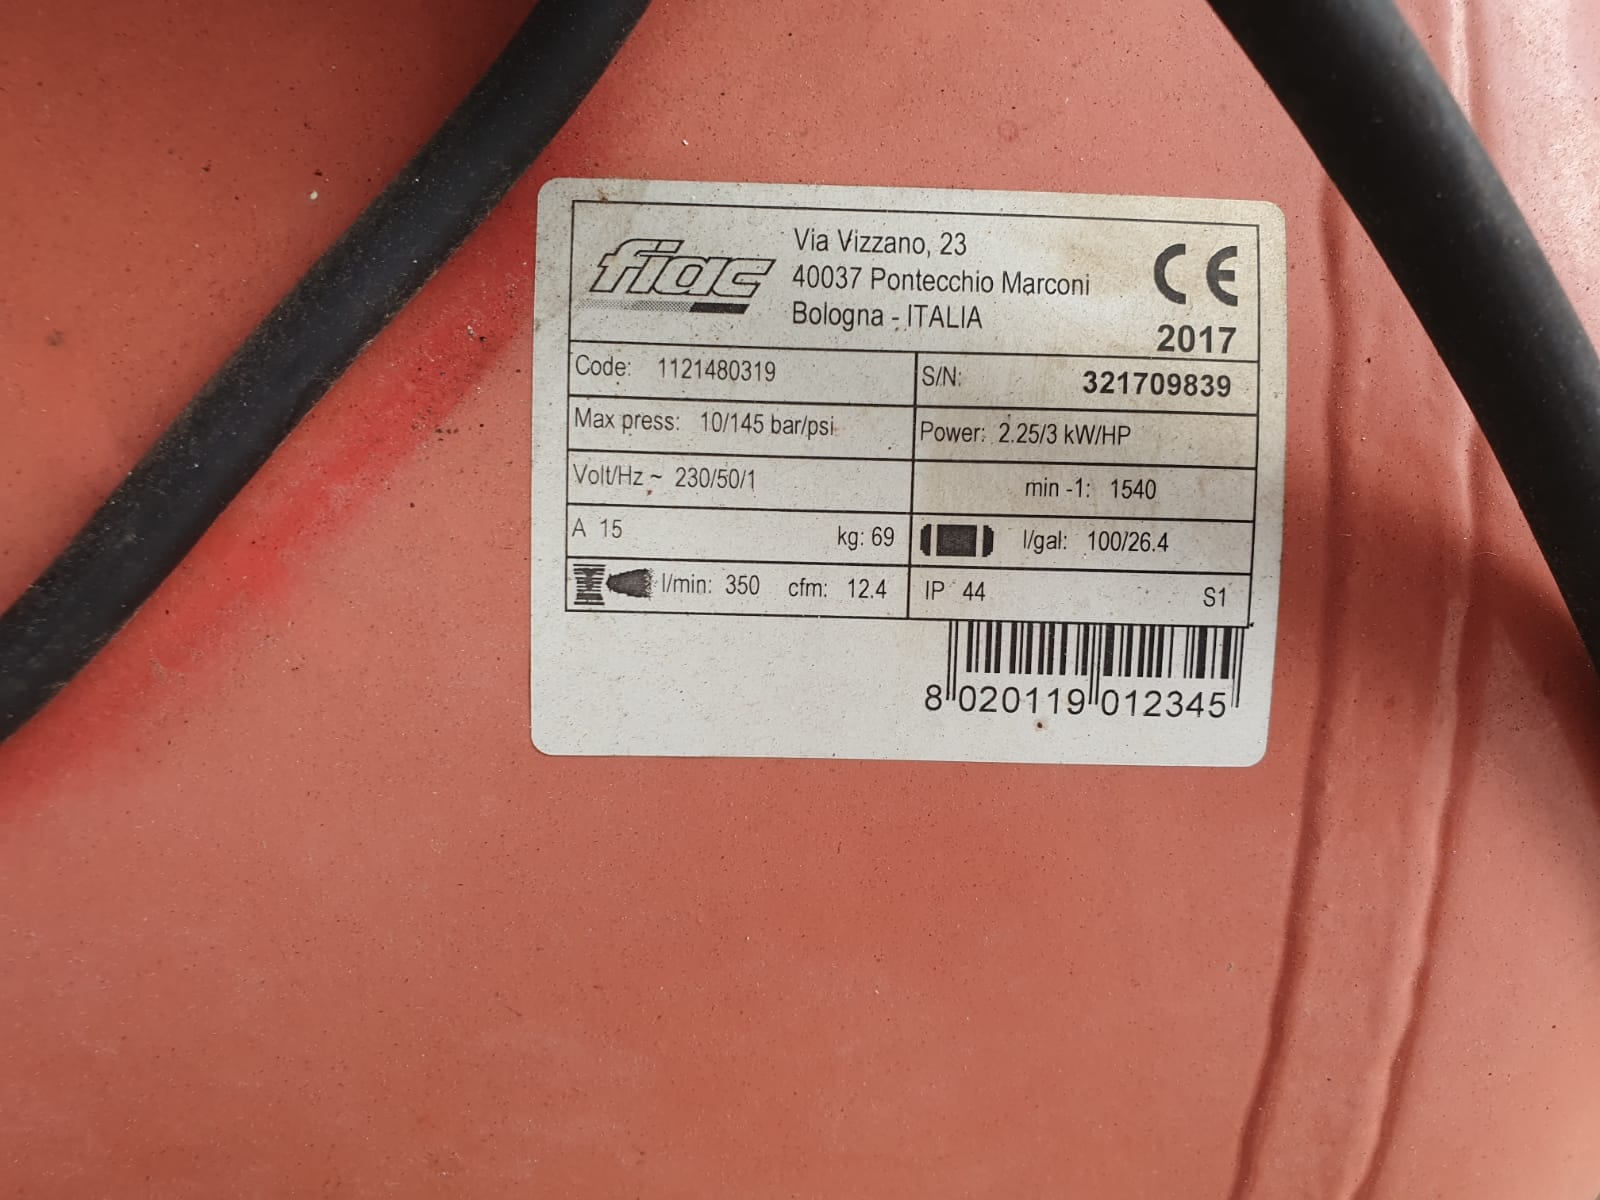 fiac
Via Vizzano, 23
40037 Pontecchio Marconi
Bologna - ITALIA
CE
2017
Code: 1121480319
S/N: 321709839
Max press: 10/145 bar/psi
Power: 2.25/3 kW/HP
Volt/Hz ~ 230/50/1
min -1: 1540
A 15 kg: 69
l/gal: 100/26.4
l/min: 350 cfm: 12.4
IP 44 S1
8 020119 012345